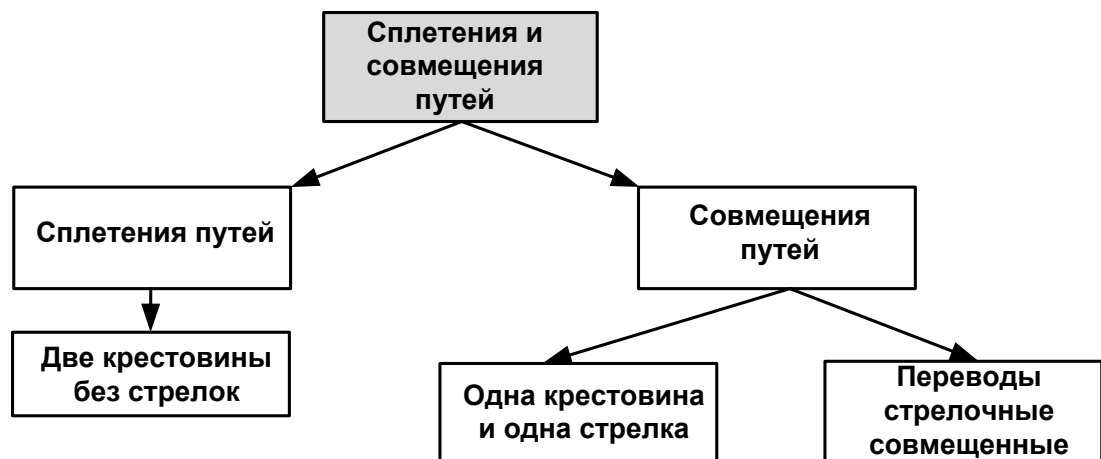 Сплетения и
совмещения
путей
Сплетения путей
Совмещения
путей
Две крестовины
без стрелок
Одна крестовина
и одна стрелка
Переводы
стрелочные
совмещенные